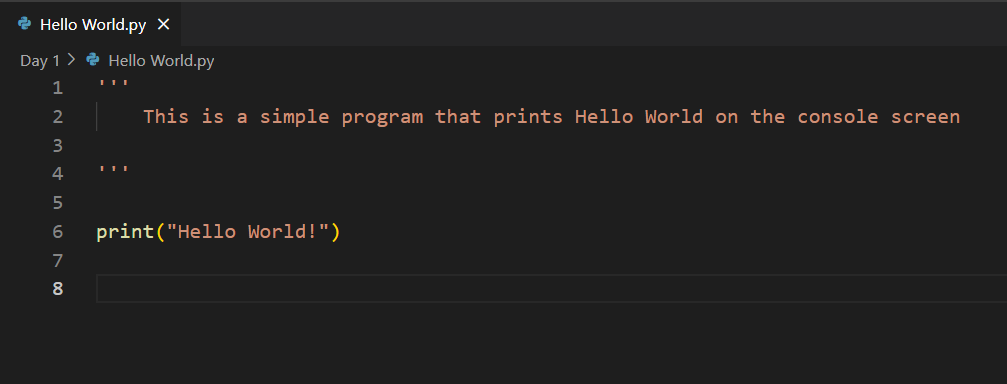 Hello World.py ×
Day 1 > Hello World.py
1 '''
2     This is a simple program that prints Hello World on the console screen
3
4 '''
5
6 print("Hello World!")
7
8